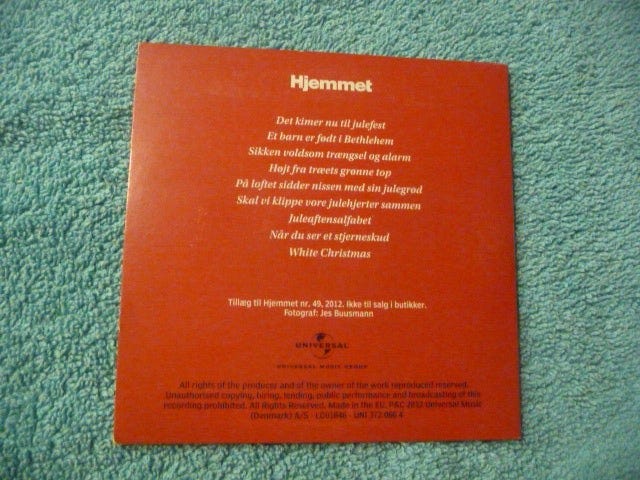 Hjemmet
Det kimer nu til julefest
Et barn er født i Bethlehem
Sikken voldsom trængsel og alarm
Højt fra træets grønne top
På loftet sidder nissen med sin julegrød
Skal vi klippe vore julehjerter sammen
Juleaftensalfabet
Når du ser et stjerneskud
White Christmas
Tillæg til Hjemmet nr. 49, 2012. Ikke til salg i butikker.
Fotograf: Jes Buusmann
UNIVERSAL
UNIVERSAL MUSIC GROUP
All rights of the producer and of the owner of the work reproduced reserved.
Unauthorised copying, hiring, lending, public performance and broadcasting of this
recording prohibited. All Rights Reserved. Made in the EU. P&C 2012 Universal Music
(Denmark) A/S LC01846 - UNI 372 066 4